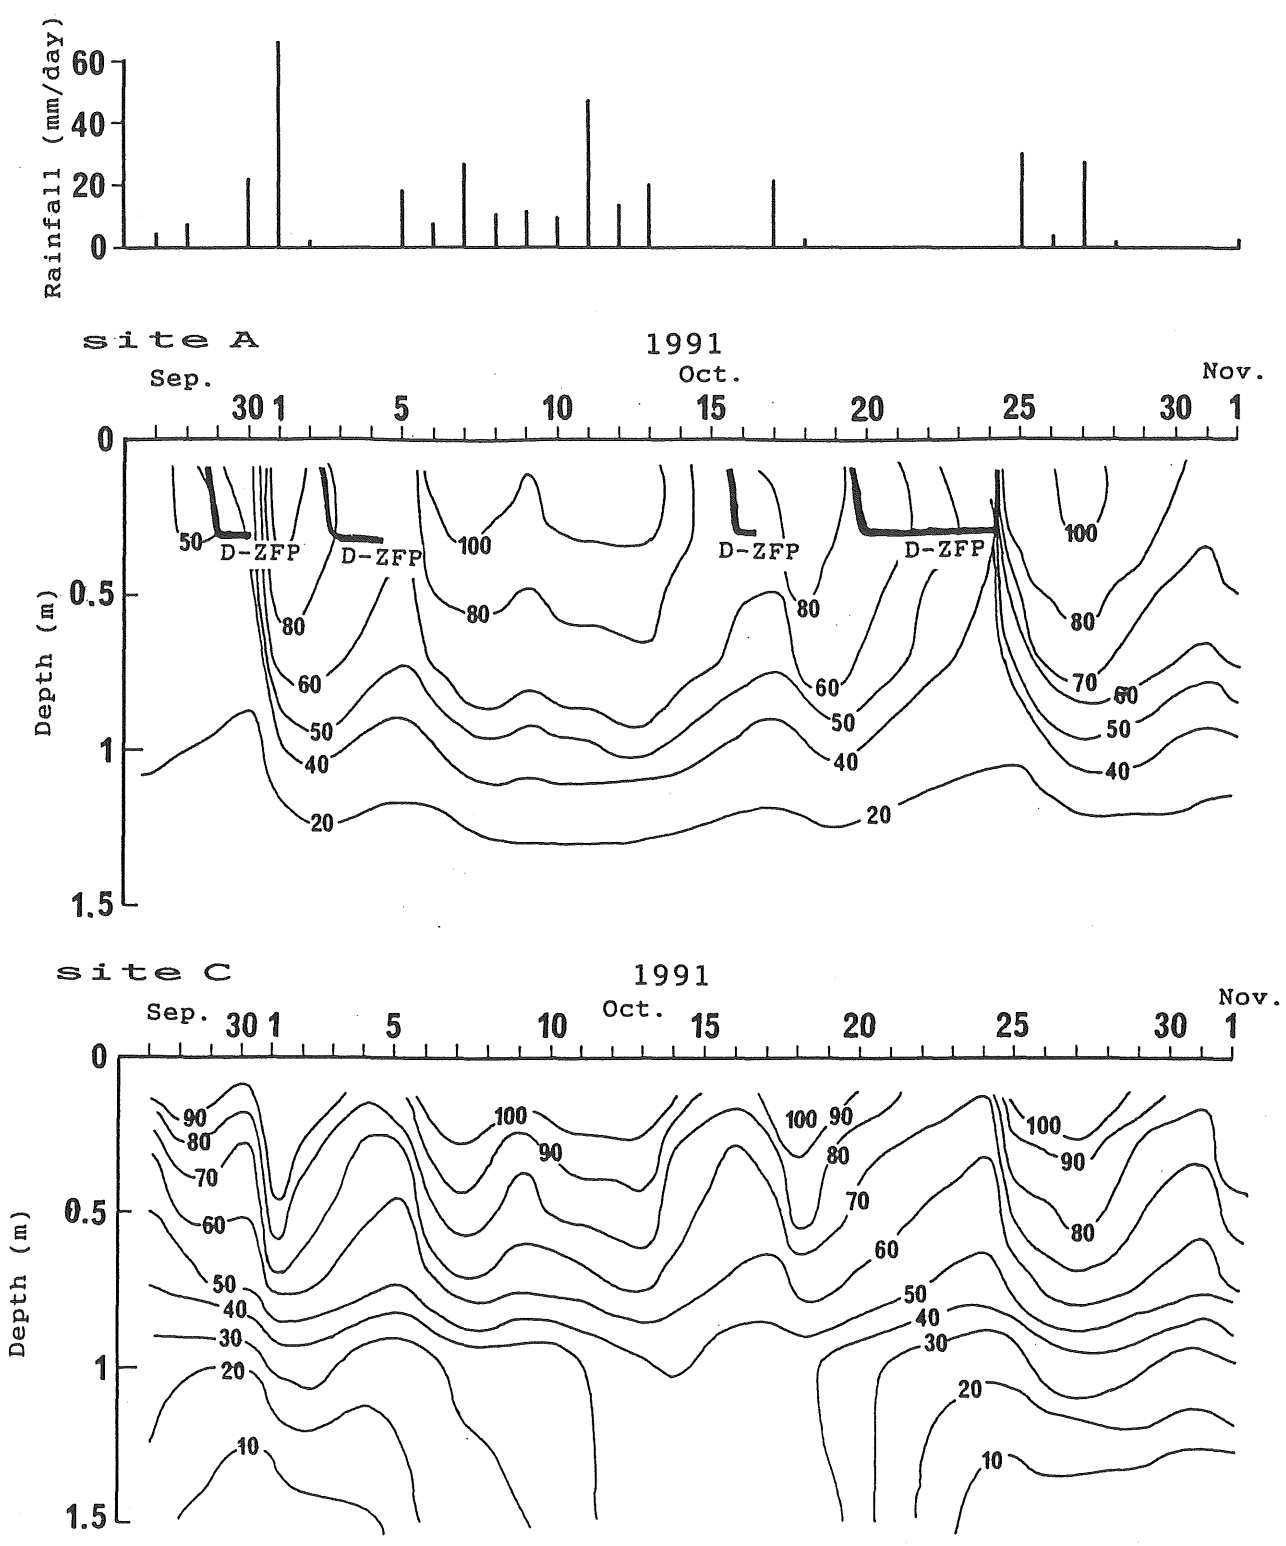 Rainfall (mm/day)
60
40
20
0
site A
1991
Sep. Oct. Nov.
30 1 5 10 15 20 25 30 1
0
0.5
1
1.5
Depth (m)
50 D-ZFP D-ZFP 100 D-ZFP D-ZFP 100
80 80 80 80
60 60 70 60
50 50 50
40 40 40
20 20
site C
1991
Sep. Oct. Nov.
30 1 5 10 15 20 25 30 1
0
0.5
1
1.5
Depth (m)
90 100 100 90 100
80 90 80 90
70 70
60 60 80
50 50
40 40
30 30
20 20
10 10